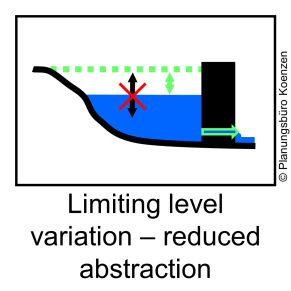 © Planungsbüro Koenzen
Limiting level
variation – reduced
abstraction